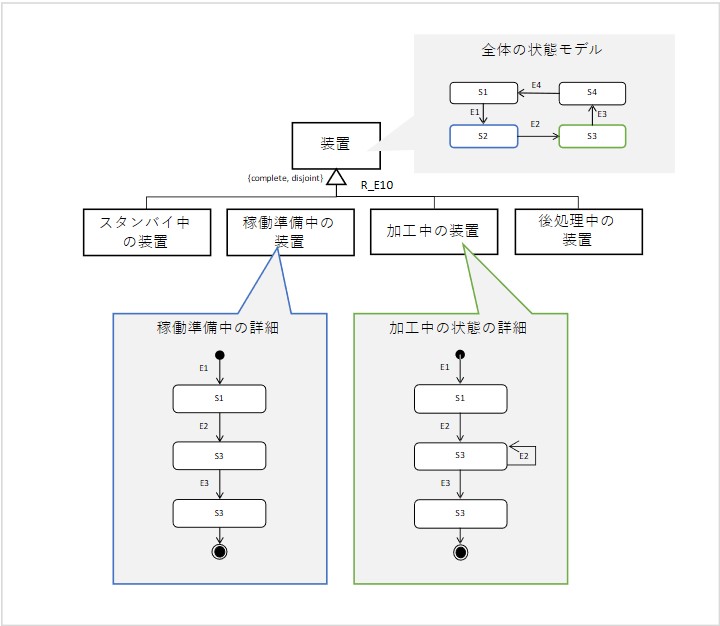 全体の状態モデル
S1
E4
S4
E1
E3
S2
E2
S3
装置
{complete, disjoint}
R_E10
スタンバイ中
の装置
稼働準備中の
装置
加工中の装置
後処理中の
装置
稼働準備中の詳細
E1
S1
E2
S3
E3
S3
加工中の状態の詳細
E1
S1
E2
S3
E2
E3
S3